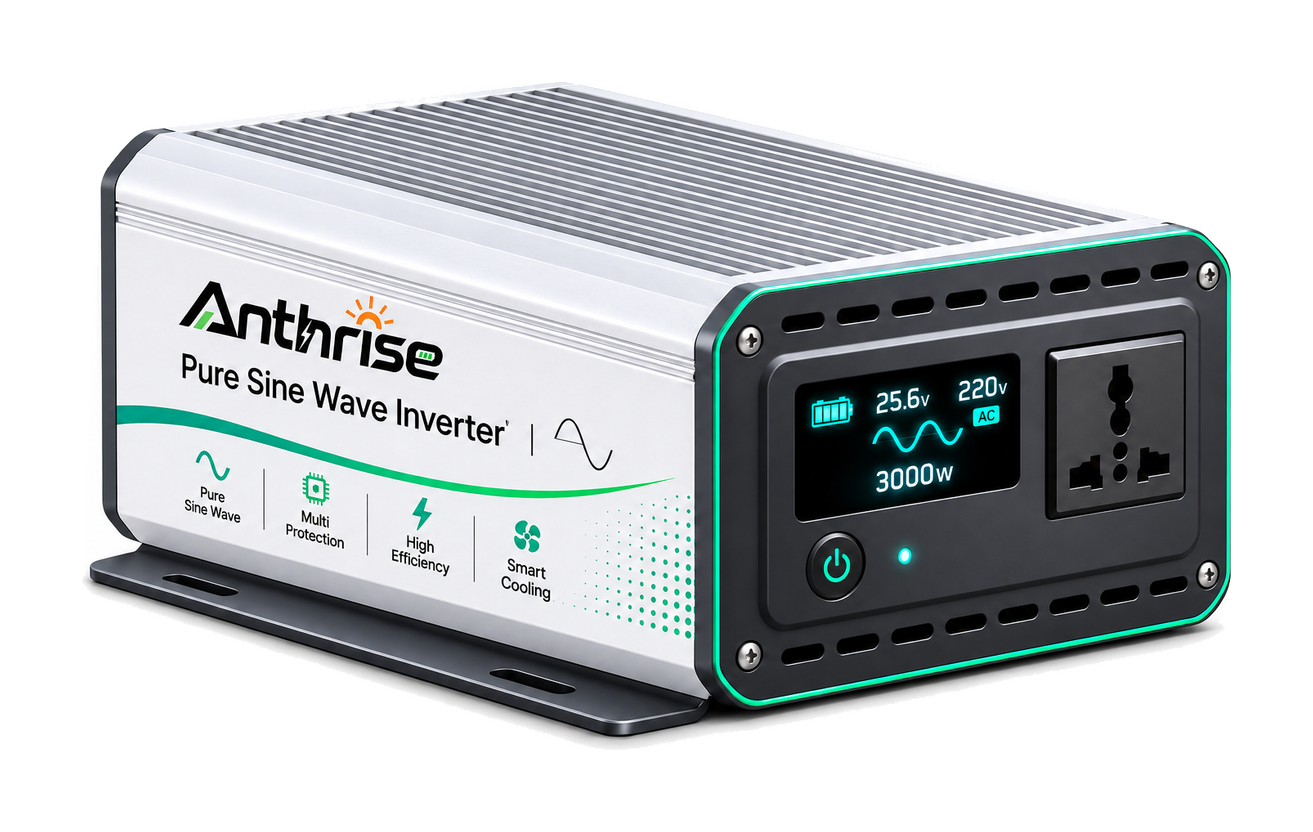 Anthrise
Pure Sine Wave Inverter
Pure
Sine Wave
Multi
Protection
High
Efficiency
Smart
Cooling
25.6v
220v
AC
3000w